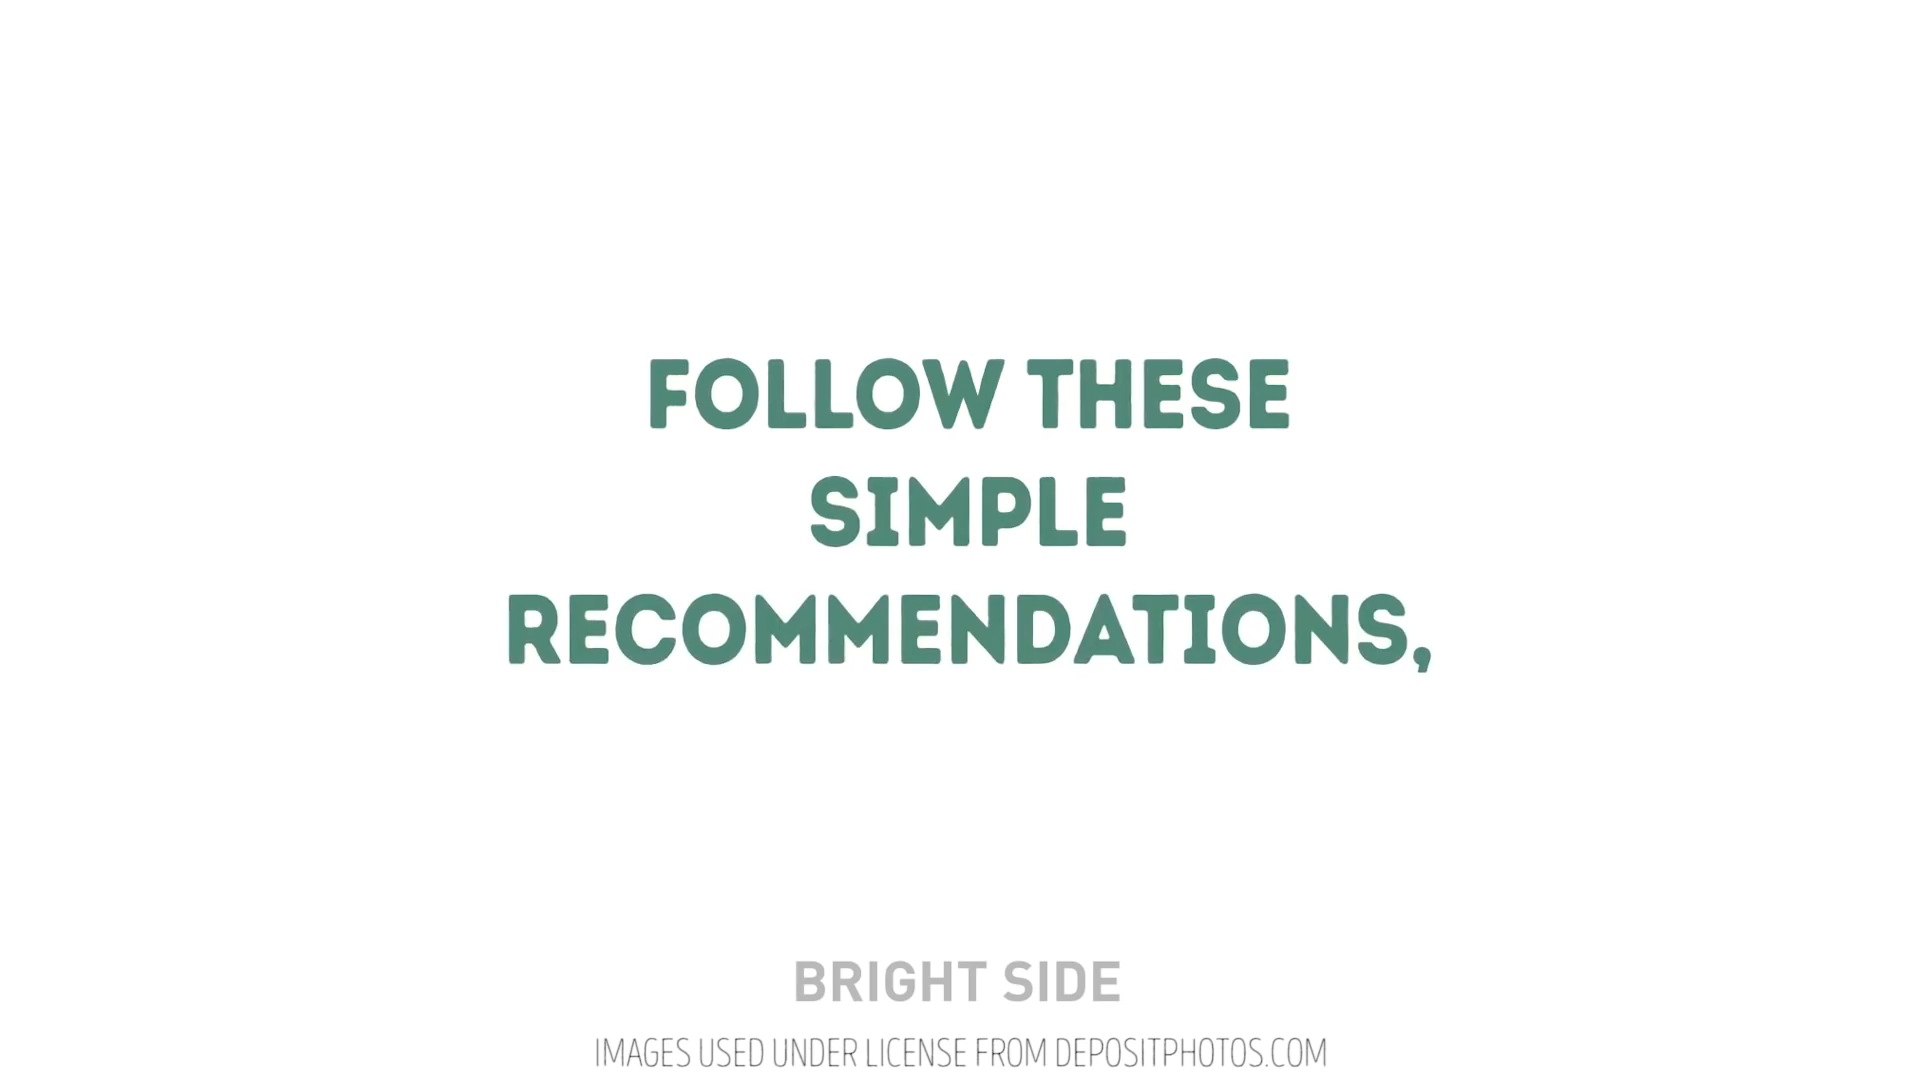 FOLLOW THESE
SIMPLE
RECOMMENDATIONS,
BRIGHT SIDE
IMAGES USED UNDER LICENSE FROM DEPOSITPHOTOS.COM